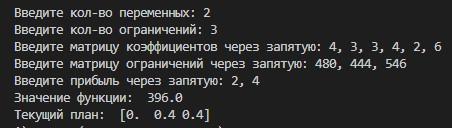 Введите кол-во переменных: 2
Введите кол-во ограничений: 3
Введите матрицу коэффициентов через запятую: 4, 3, 3, 4, 2, 6
Введите матрицу ограничений через запятую: 480, 444, 546
Введите прибыль через запятую: 2, 4
Значение функции:  396.0
Текущий план:  [0.  0.4 0.4]